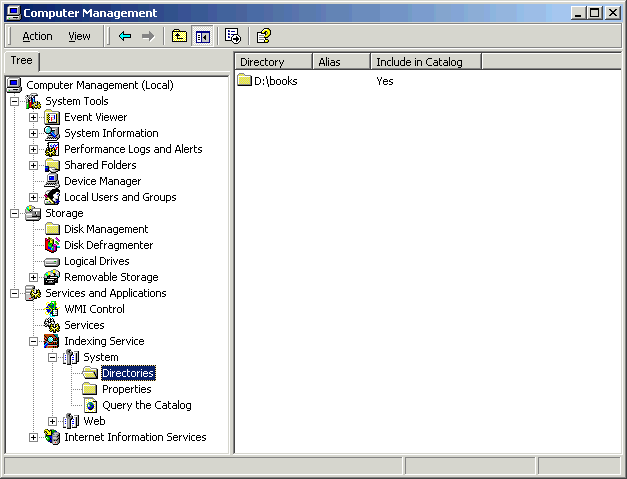 Computer Management
Action View
Tree
Computer Management (Local)
System Tools
Event Viewer
System Information
Performance Logs and Alerts
Shared Folders
Device Manager
Local Users and Groups
Storage
Disk Management
Disk Defragmenter
Logical Drives
Removable Storage
Services and Applications
WMI Control
Services
Indexing Service
System
Directories
Properties
Query the Catalog
Web
Internet Information Services
Directory Alias Include in Catalog
D:\books Yes